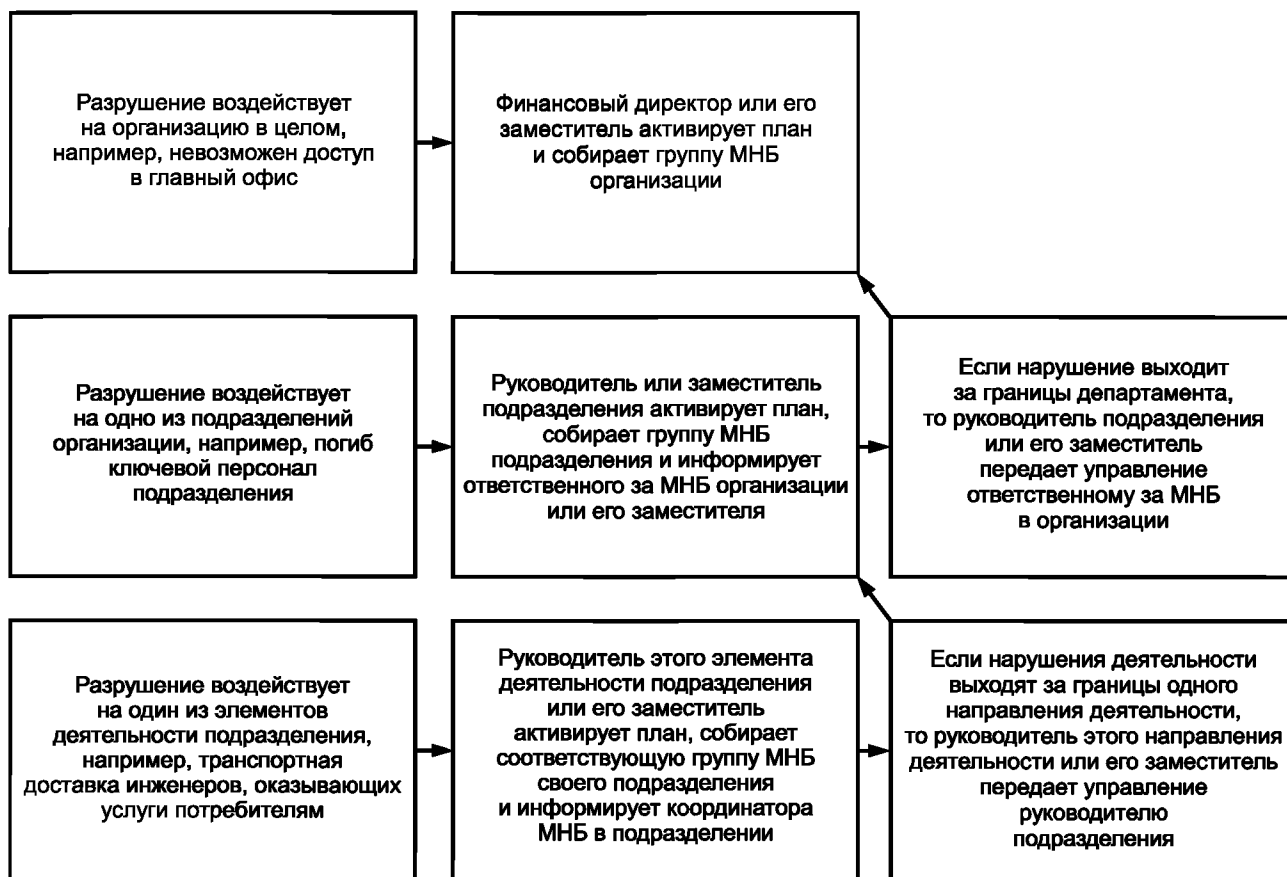 Разрушение воздействует
на организацию в целом,
например, невозможен доступ
в главный офис
Финансовый директор или его
заместитель активирует план
и собирает группу МНБ
организации
Разрушение воздействует
на одно из подразделений
организации, например, погиб
ключевой персонал
подразделения
Руководитель или заместитель
подразделения активирует план,
собирает группу МНБ
подразделения и информирует
ответственного за МНБ организации
или его заместителя
Если нарушение выходит
за границы департамента,
то руководитель подразделения
или его заместитель
передает управление
ответственному за МНБ
в организации
Разрушение воздействует
на один из элементов
деятельности подразделения,
например, транспортная
доставка инженеров, оказывающих
услуги потребителям
Руководитель этого элемента
деятельности подразделения
или его заместитель
активирует план, собирает
соответствующую группу МНБ
своего подразделения
и информирует координатора
МНБ в подразделении
Если нарушения деятельности
выходят за границы одного
направления деятельности,
то руководитель этого направления
деятельности или его заместитель
передает управление
руководителю
подразделения